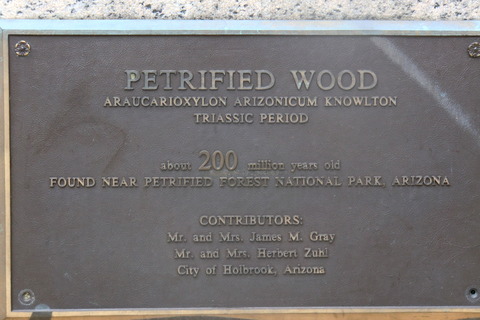 PETRIFIED WOOD
ARAUCARIOXYLON ARIZONICUM KNOWLTON
TRIASSIC PERIOD
about 200 million years old
FOUND NEAR PETRIFIED FOREST NATIONAL PARK, ARIZONA
CONTRIBUTORS:
Mr. and Mrs. James M. Gray
Mr. and Mrs. Herbert Zuhl
City of Holbrook, Arizona